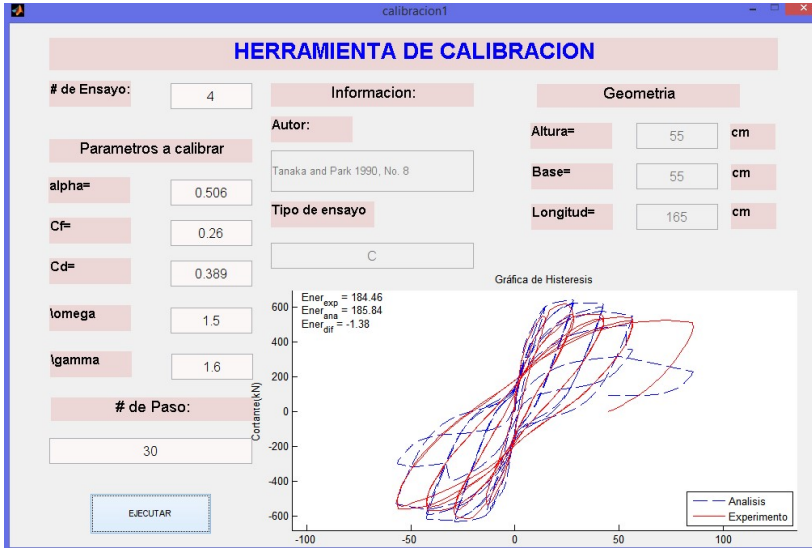 calibracion1
HERRAMIENTA DE CALIBRACION
# de Ensayo:
4
Parametros a calibrar
alpha=
0.506
Cf=
0.26
Cd=
0.389
\omega
1.5
\gamma
1.6
# de Paso:
30
EJECUTAR
Informacion:
Autor:
Tanaka and Park 1990, No. 8
Tipo de ensayo
C
Geometria
Altura=
55
cm
Base=
55
cm
Longitud=
165
cm
Gráfica de Histeresis
Ener_exp = 184.46
Ener_ana = 185.84
Ener_dif = -1.38
Cortante(kN)
600
400
200
0
-200
-400
-600
-100
-50
0
50
100
Analisis
Experimento